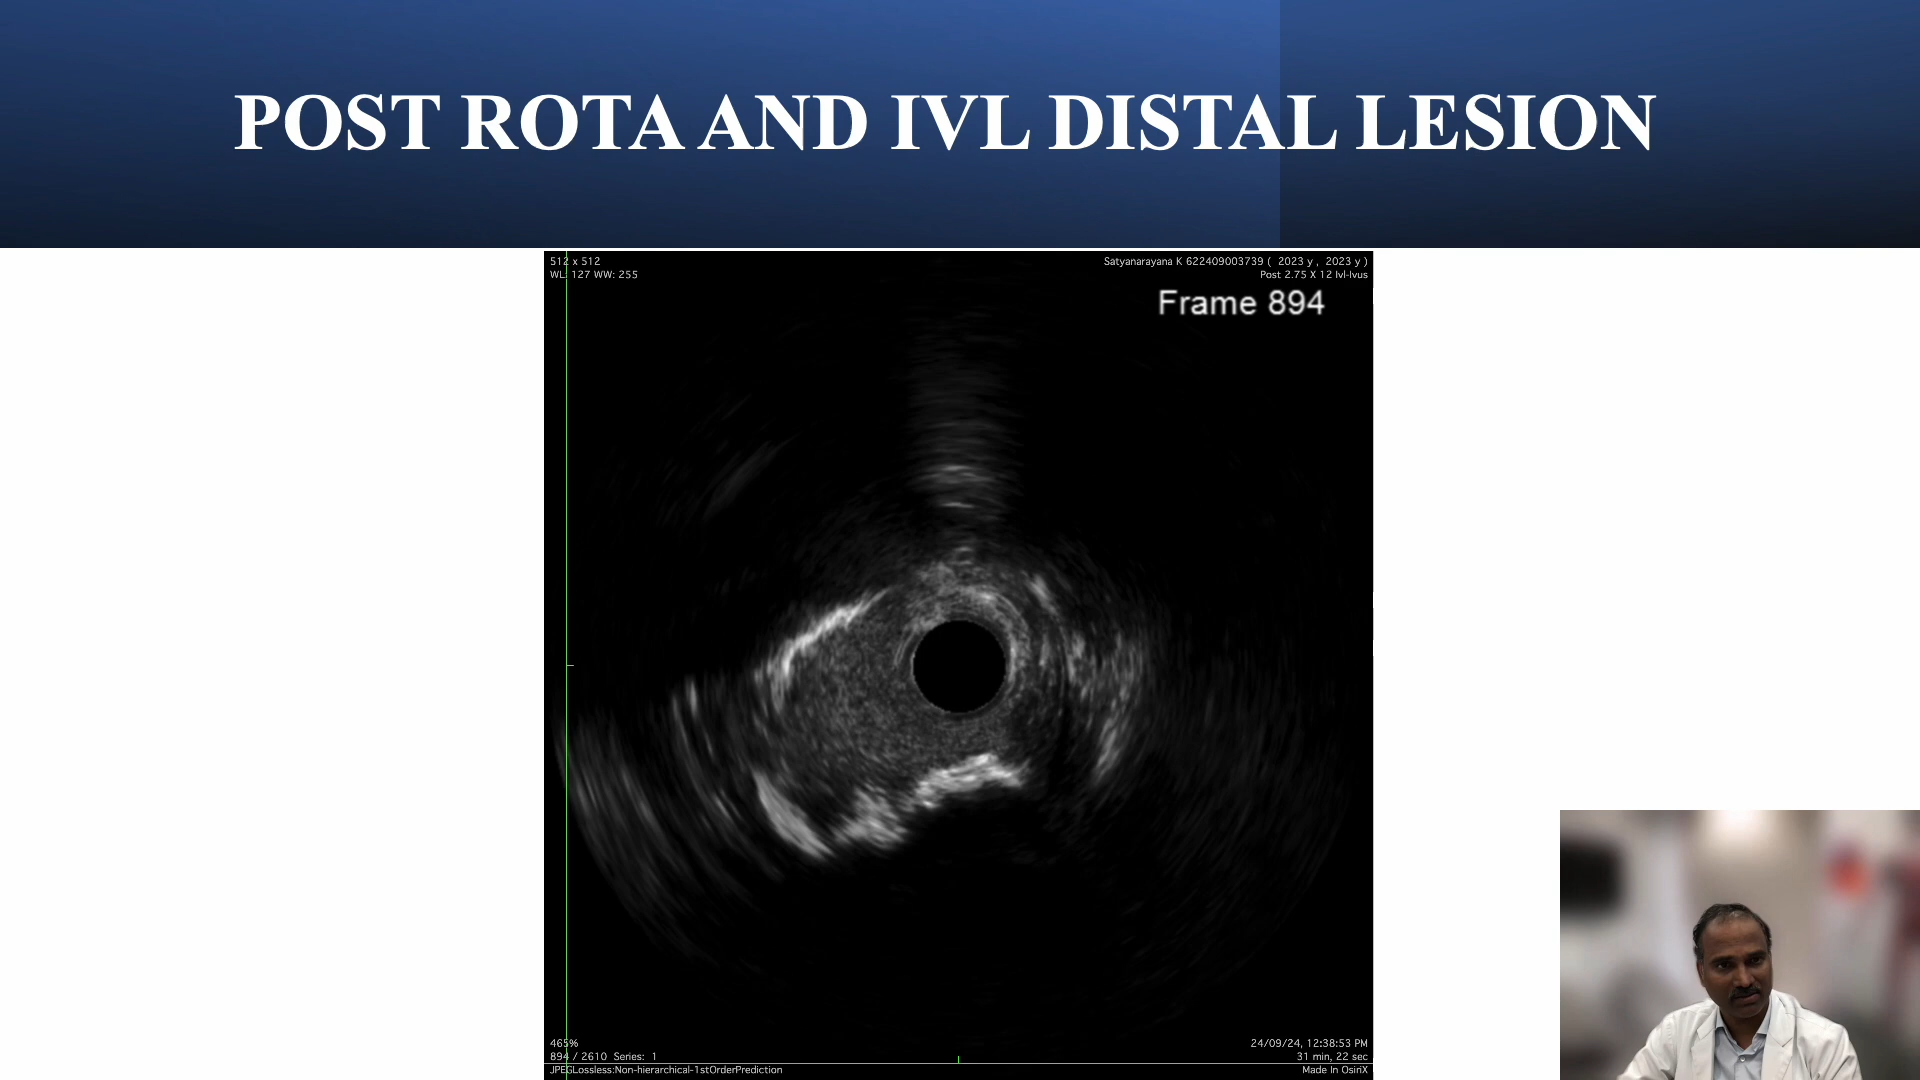 POST ROTA AND IVL DISTAL LESION
512 x 512
WL: 127 WW: 255
Satyanarayana K 622409003739 ( 2023 y , 2023 y )
Post 2.75 X 12 Ivl-Ivus
Frame 894
465%
894 / 2610 Series: 1
JPEGLossless:Non-hierarchical-1stOrderPrediction
24/09/24, 12:38:53 PM
31 min, 22 sec
Made In OsiriX